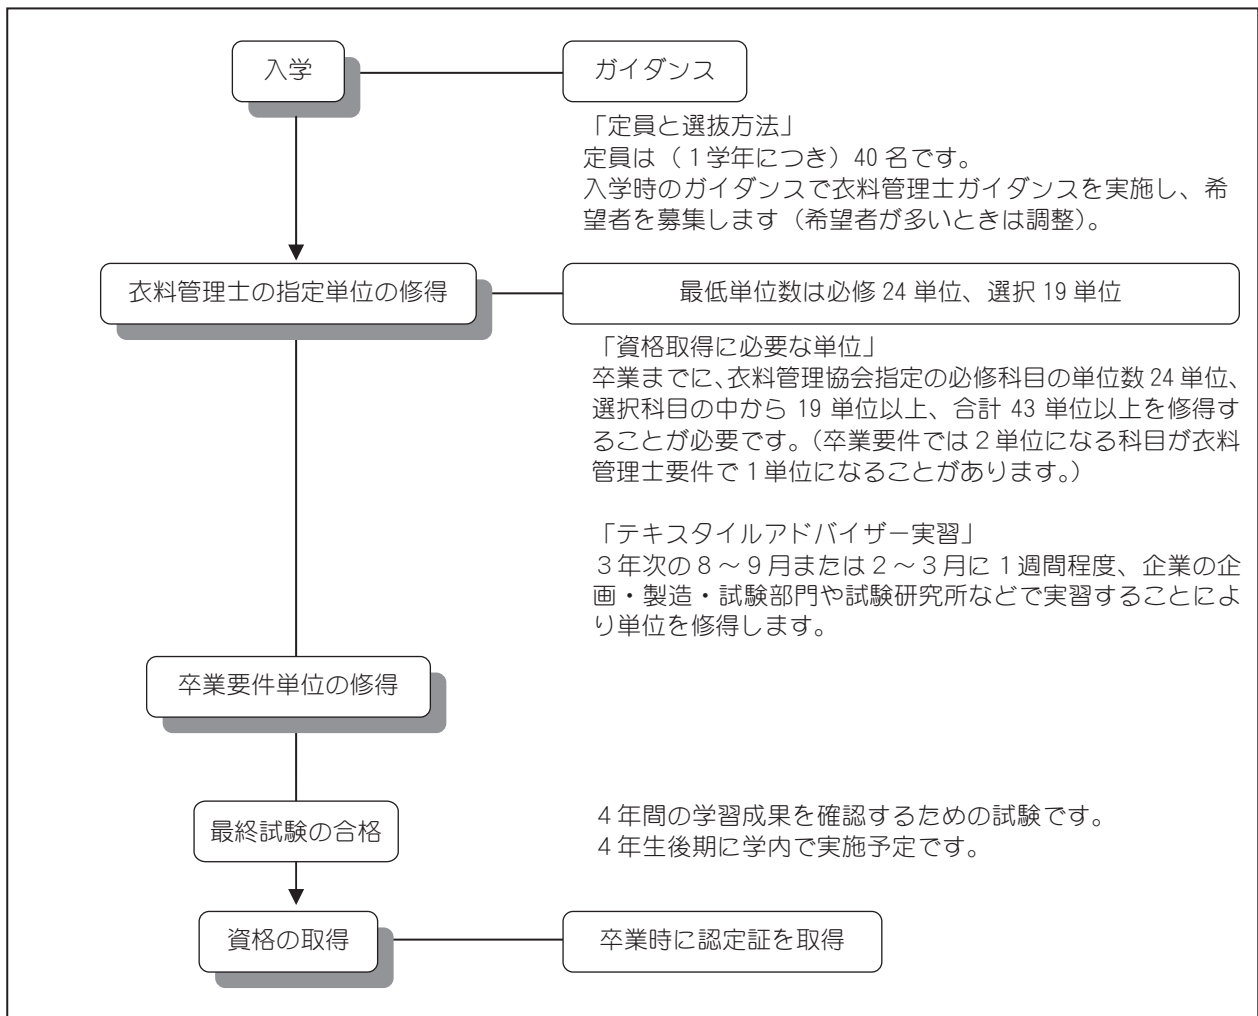 入学
ガイダンス
「定員と選抜方法」
定員は(1学年につき)40名です。
入学時のガイダンスで衣料管理士ガイダンスを実施し、希
望者を募集します(希望者が多いときは調整)。
衣料管理士の指定単位の修得
最低単位数は必修24単位、選択19単位
「資格取得に必要な単位」
卒業までに、衣料管理協会指定の必修科目の単位数24単位、
選択科目の中から 19 単位以上、合計 43 単位以上を修得す
ることが必要です。(卒業要件では2単位になる科目が衣料
管理士要件で1単位になることがあります。)
「テキスタイルアドバイザー実習」
3年次の8~9月または2~3月に1週間程度、企業の企
画・製造・試験部門や試験研究所などで実習することによ
り単位を修得します。
卒業要件単位の修得
最終試験の合格
4年間の学習成果を確認するための試験です。
4年生後期に学内で実施予定です。
資格の取得
卒業時に認定証を取得